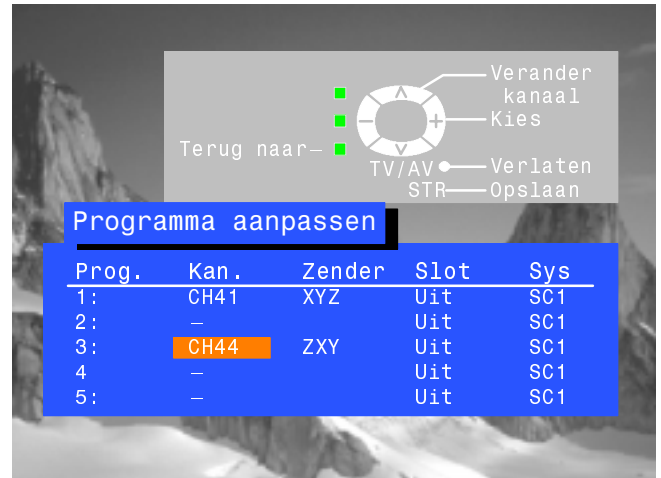 Verander
kanaal
Kies
Terug naar–
TV/AV Verlaten
STR Opslaan
Programma aanpassen
Prog. Kan. Zender Slot Sys
1: CH41 XYZ Uit SC1
2: – Uit SC1
3: CH44 ZXY Uit SC1
4 – Uit SC1
5: – Uit SC1